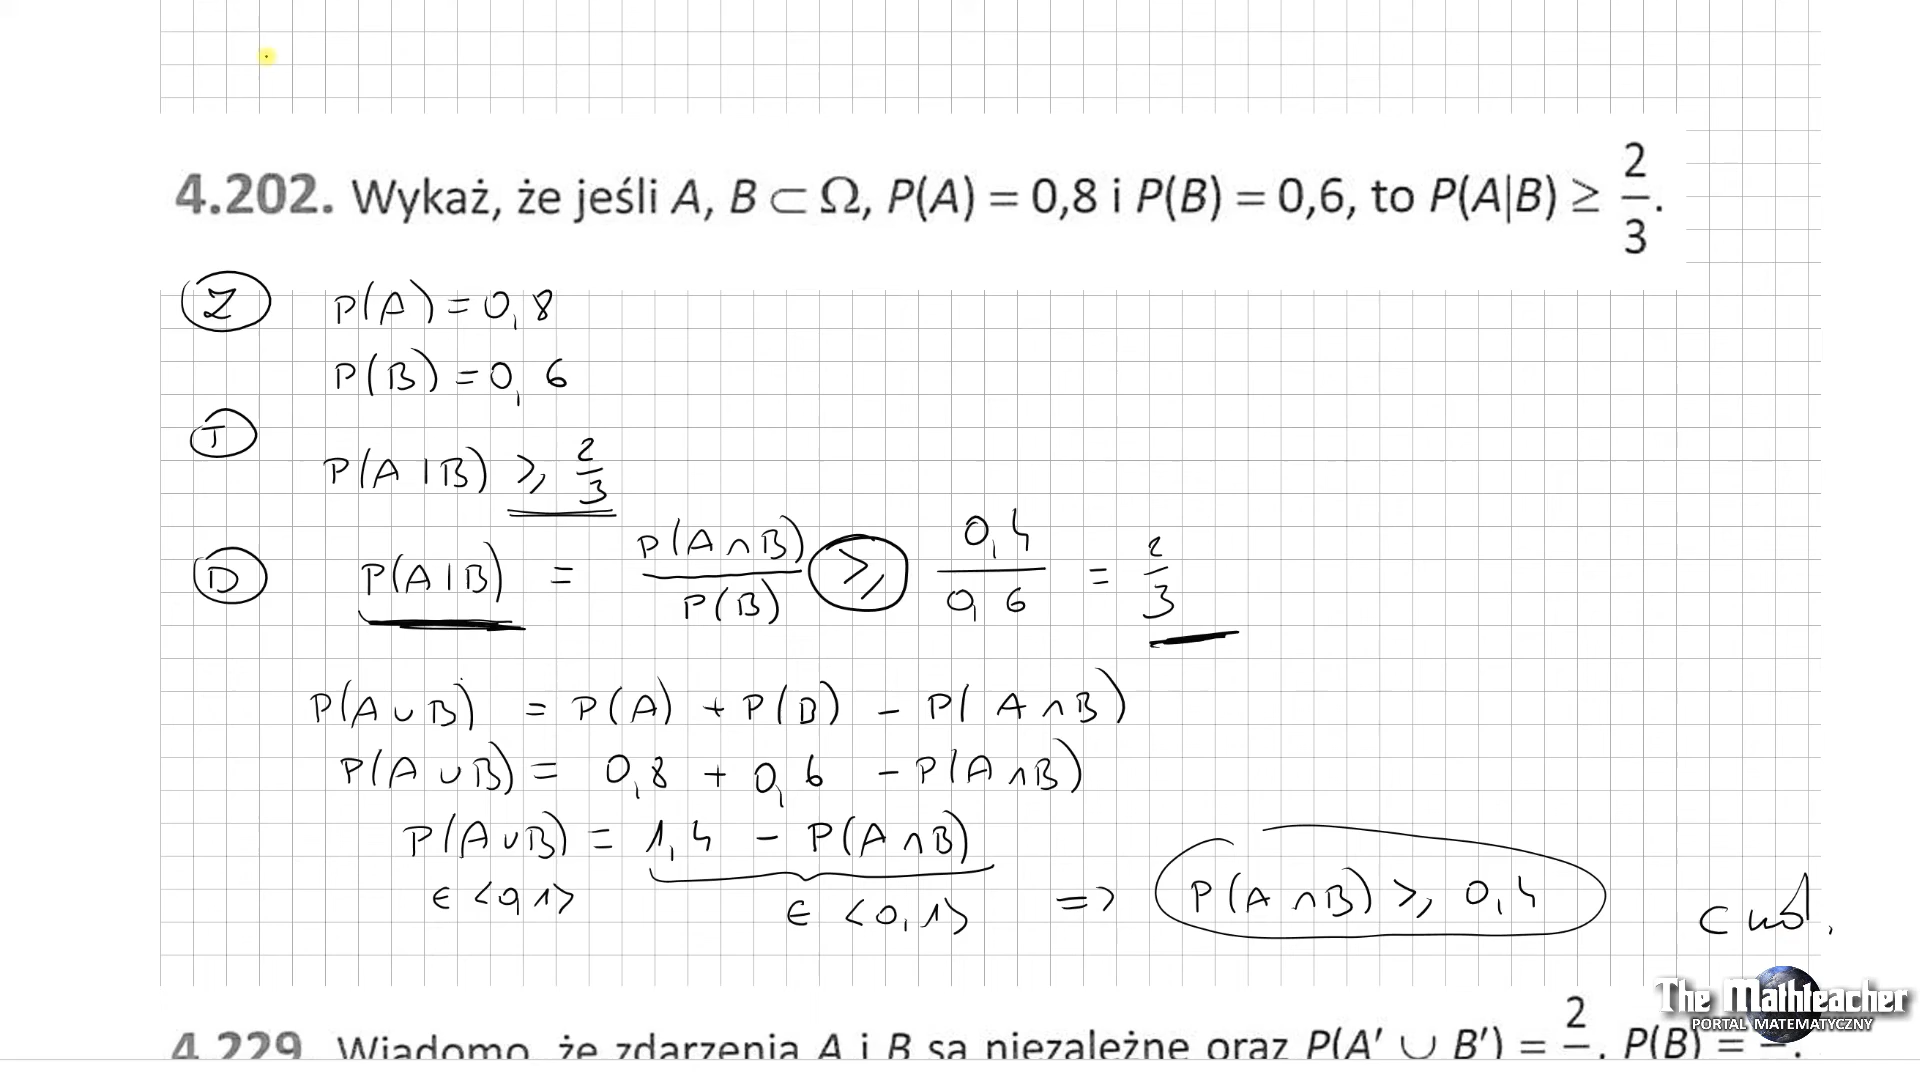 4.202. Wykaż, że jeśli A, B ⊂ Ω, P(A) = 0,8 i P(B) = 0,6, to P(A|B) ≥ 2/3.
Z P(A) = 0,8
P(B) = 0,6
T
P(A|B) ≥ 2/3
D P(A|B) = P(A∩B)/P(B) ≥ 0,4/0,6 = 2/3
P(A∪B) = P(A) + P(B) - P(A∩B)
P(A∪B) = 0,8 + 0,6 - P(A∩B)
P(A∪B) = 1,4 - P(A∩B)
∈ <0,1> ∈ <0,1> => P(A∩B) ≥ 0,4 cnd.
The Mathteacher
PORTAL MATEMATYCZNY
4.229 Wiadomo, że zdarzenia A i B są niezależne oraz P(A′ ∪ B′) = 2 , P(B) =